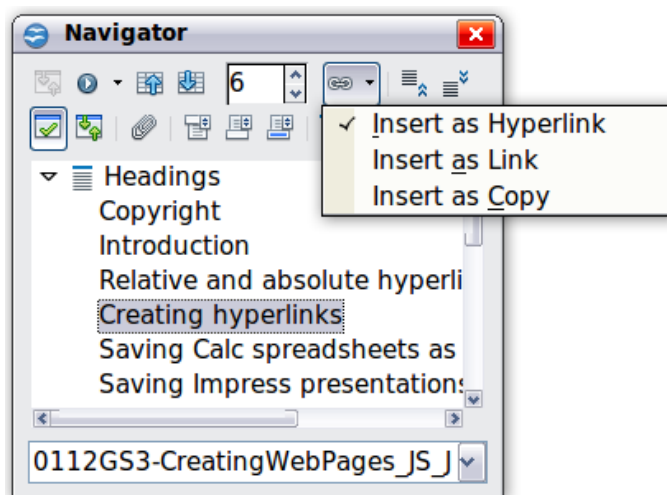 Navigator
6
Insert as Hyperlink
Insert as Link
Insert as Copy
Headings
Copyright
Introduction
Relative and absolute hyperli
Creating hyperlinks
Saving Calc spreadsheets as
Saving Impress presentations
0112GS3-CreatingWebPages_JS_J